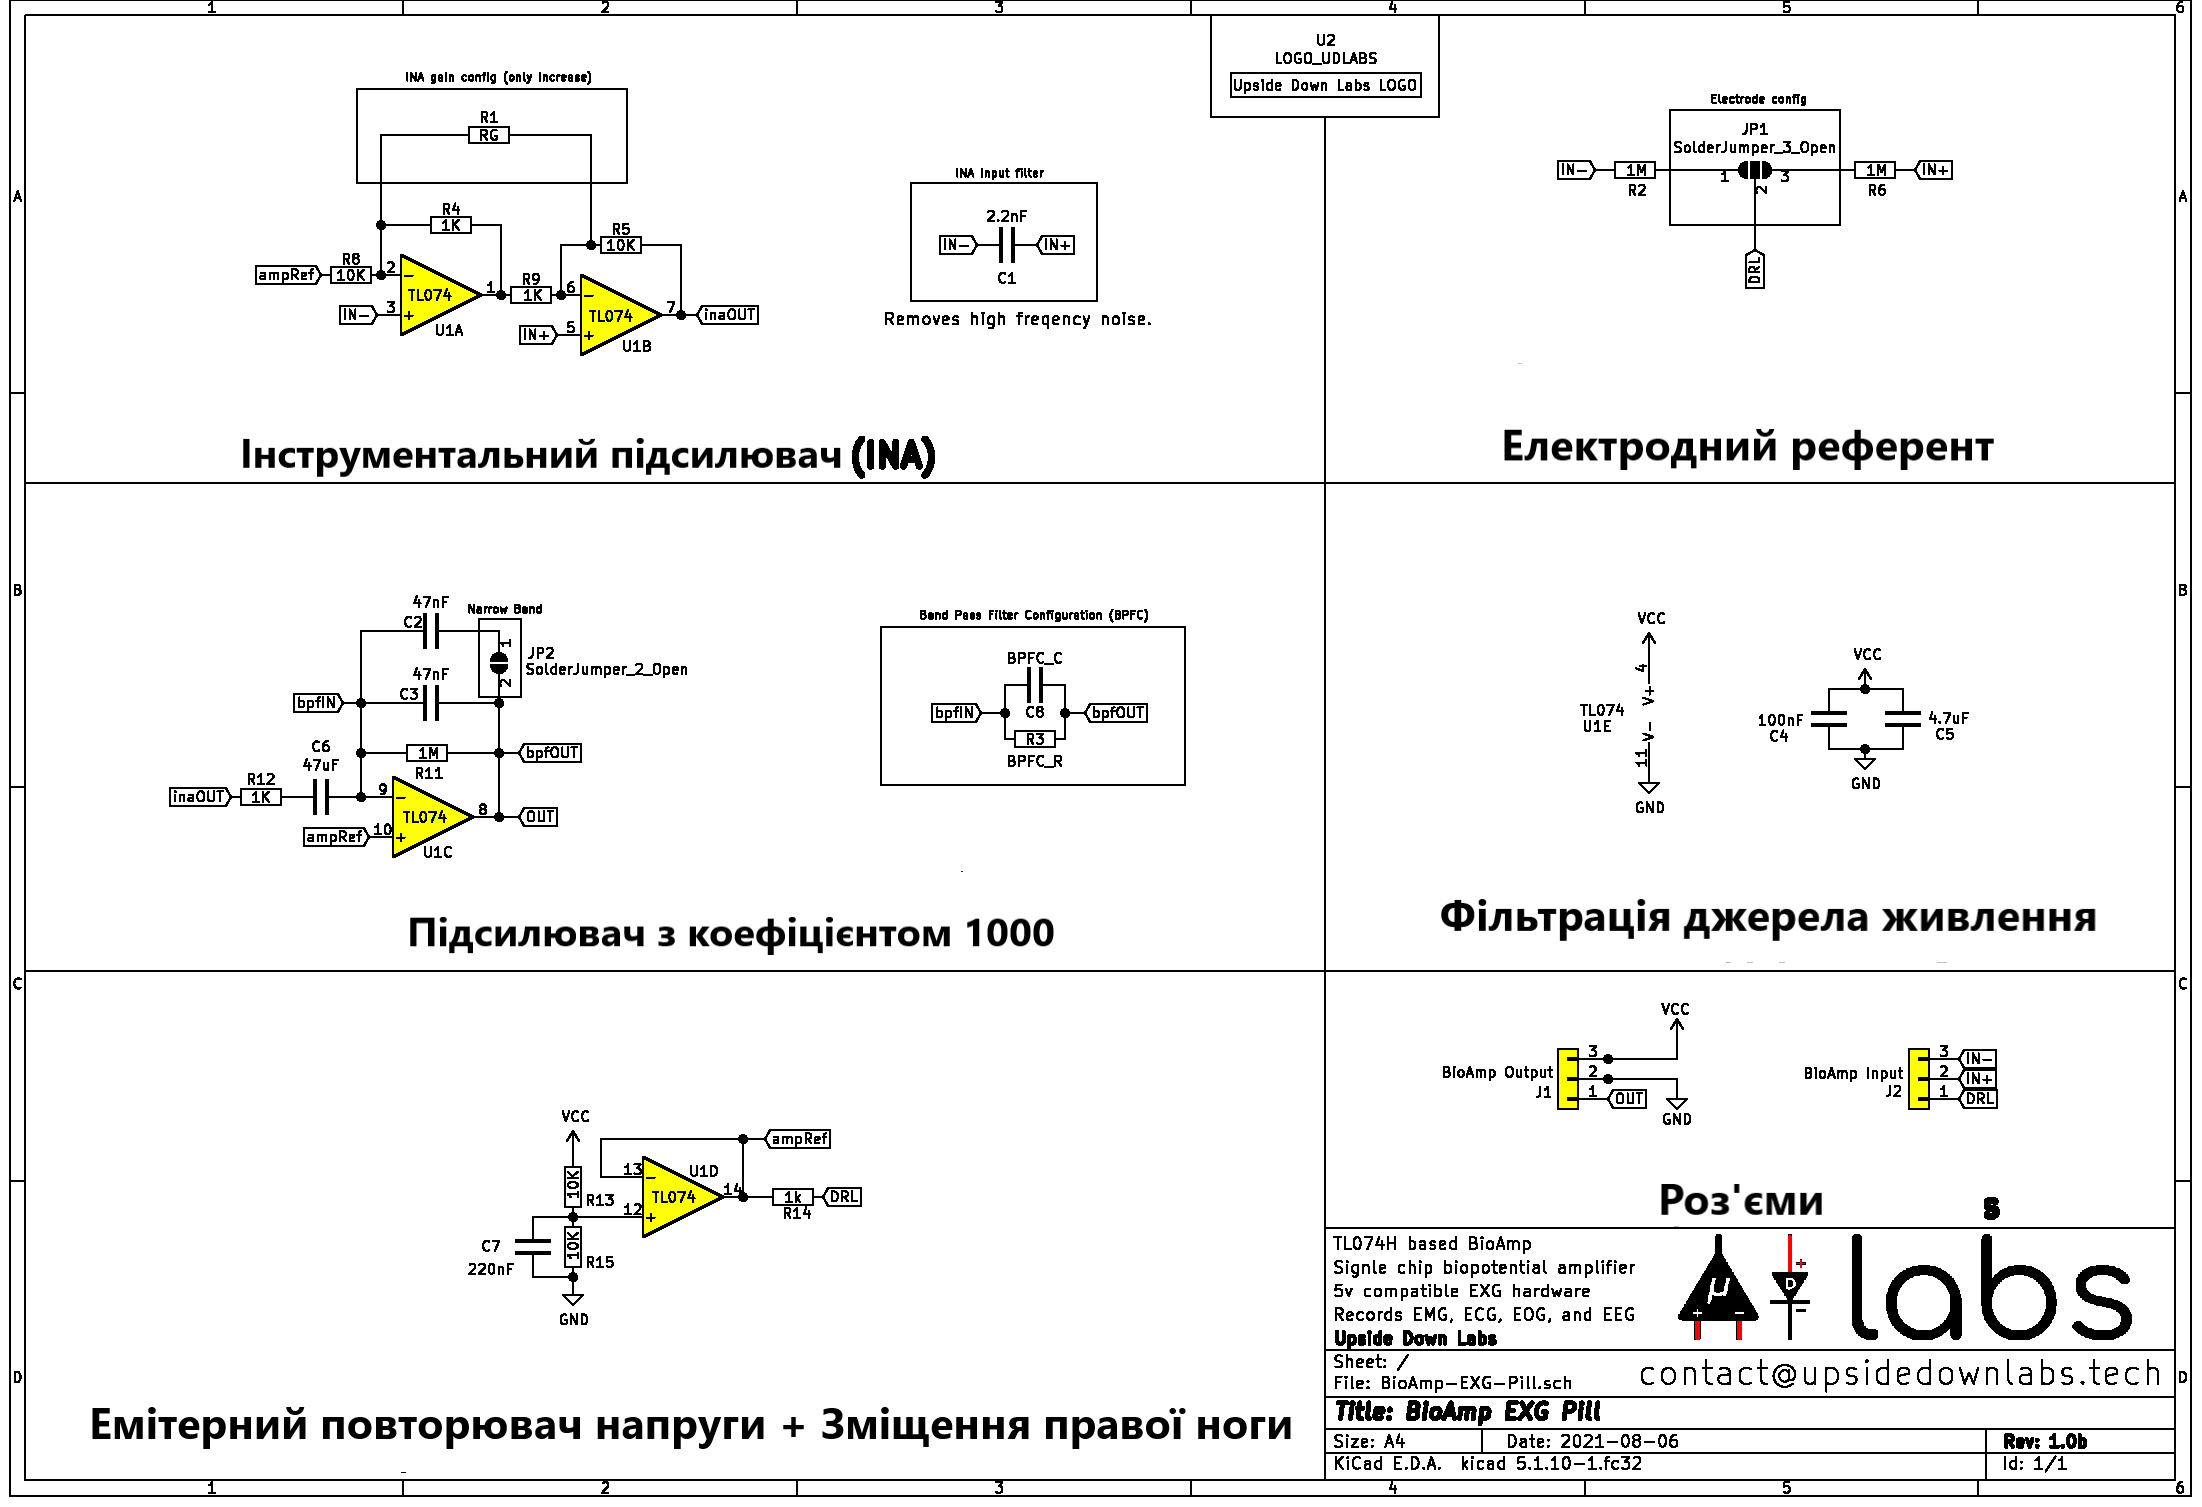 1 2 3 4 5 6
U2
LOGO_UDLABS
Upside Down Labs LOGO
INA gain config (only increase)
R1
RG
R4
1K
R5
10K
ampRef
R8
10K
2
TL074
1
R9
1K
6
IN-
3
U1A
TL074
7
inaOUT
IN+
5
U1B
INA Input filter
2.2nF
IN-
IN+
C1
Removes high freqency noise.
Інструментальний підсилювач (INA)
Electrode config
JP1
SolderJumper_3_Open
IN-
1M
R2
1
2
3
1M
R6
IN+
DRL
Електродний референт
A
A
47nF
C2
Narrow Band
1
JP2
SolderJumper_2_Open
2
47nF
C3
bpfIN
1M
R11
bpfOUT
C6
47uF
inaOUT
R12
1K
9
TL074
8
OUT
ampRef
10
U1C
Band Pass Filter Configuration (BPFC)
BPFC_C
C8
bpfIN
bpfOUT
R3
BPFC_R
Підсилювач з коефіцієнтом 1000
B
B
VCC
4
V+
TL074
U1E
V-
11
GND
VCC
100nF
C4
4.7uF
C5
GND
Фільтрація джерела живлення
C
C
VCC
10K
R13
13
U1D
TL074
14
12
ampRef
1k
R14
DRL
C7
220nF
10K
R15
GND
Емітерний повторювач напруги + Зміщення правої ноги
VCC
BioAmp Output
J1
3
2
1
OUT
GND
BioAmp Input
J2
3
IN-
2
IN+
1
DRL
Роз'єми
s
TL074H based BioAmp
Signle chip biopotential amplifier
5v compatible EXG hardware
Records EMG, ECG, EOG, and EEG
Upside Down Labs
μ
+ -
D
+
-
labs
Sheet: /
File: BioAmp-EXG-Pill.sch
contact@upsidedownlabs.tech
Title: BioAmp EXG Pill
Size: A4
Date: 2021-08-06
Rev: 1.0b
KiCad E.D.A. kicad 5.1.10-1.fc32
Id: 1/1
D
D
1 2 3 4 5 6